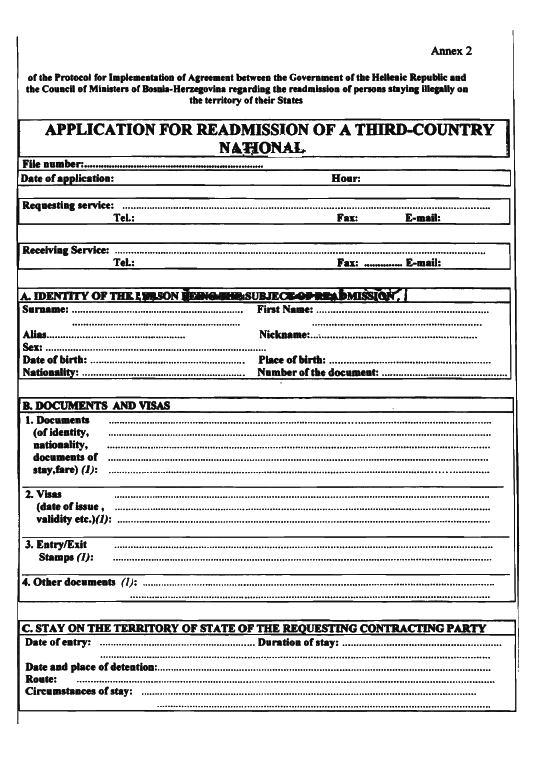 Annex 2
of the Protocol for Implementation of Agreement between the Government of the Hellenic Republic and
the Council of Ministers of Bosnia-Herzegovina regarding the readmission of persons staying illegally on
the territory of their States
APPLICATION FOR READMISSION OF A THIRD-COUNTRY
NATIONAL
File number:
Date of application: Hour:
Requesting service:
Tel.: Fax: E-mail:
Receiving Service:
Tel.: Fax: E-mail:
A. IDENTITY OF THE PERSON BEING THE SUBJECT OF READMISSION
Surname: First Name:
Alias Nickname:
Sex:
Date of birth: Place of birth:
Nationality: Number of the document:
B. DOCUMENTS AND VISAS
1. Documents
(of identity,
nationality,
documents of
stay,fare) (1):
2. Visas
(date of issue ,
validity etc.)(1):
3. Entry/Exit
Stamps (1):
4. Other documents (1):
C. STAY ON THE TERRITORY OF STATE OF THE REQUESTING CONTRACTING PARTY
Date of entry: Duration of stay:
Date and place of detention:
Route:
Circumstances of stay: